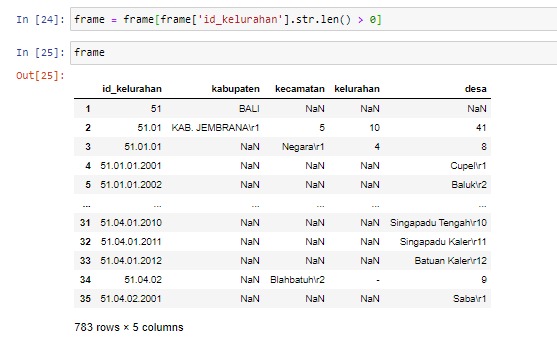 In [24]: frame = frame[frame['id_kelurahan'].str.len() > 0]
In [25]: frame
Out[25]:
id_kelurahan kabupaten kecamatan kelurahan desa
1 51 BALI NaN NaN NaN
2 51.01 KAB. JEMBRANA\r1 5 10 41
3 51.01.01 NaN Negara\r1 4 8
4 51.01.01.2001 NaN NaN NaN Cupel\r1
5 51.01.01.2002 NaN NaN NaN Baluk\r2
... ... ... ... ... ...
31 51.04.01.2010 NaN NaN NaN Singapadu Tengah\r10
32 51.04.01.2011 NaN NaN NaN Singapadu Kaler\r11
33 51.04.01.2012 NaN NaN NaN Batuan Kaler\r12
34 51.04.02 NaN Blahbatuh\r2 - 9
35 51.04.02.2001 NaN NaN NaN Saba\r1
783 rows × 5 columns